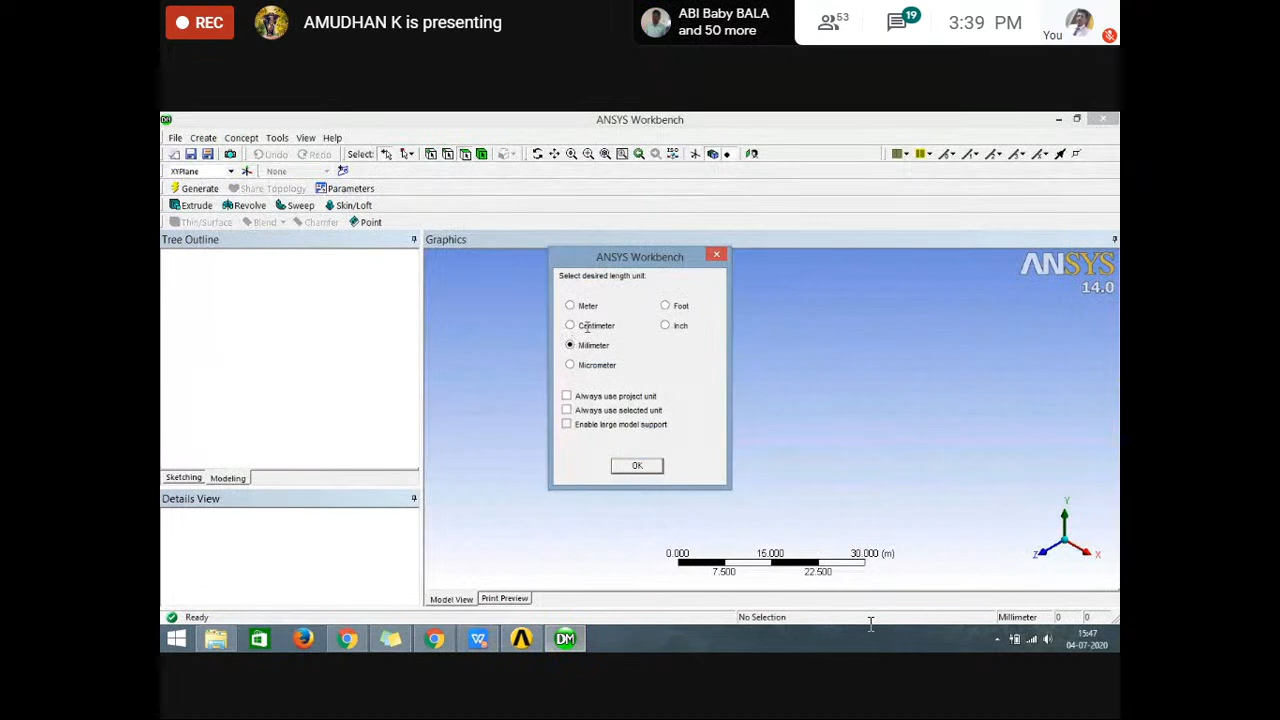 REC
AMUDHAN K is presenting
ABI Baby BALA
and 50 more
53
19
3:39 PM
You
ANSYS Workbench
File Create Concept Tools View Help
Undo Redo Select:
XYPlane None
Generate Share Topology Parameters
Extrude Revolve Sweep Skin/Loft
Thin/Surface Blend Chamfer Point
Tree Outline
Graphics
ANSYS
14.0
ANSYS Workbench
Select desired length unit:
Meter Foot
Centimeter Inch
Millimeter
Micrometer
Always use project unit
Always use selected unit
Enable large model support
OK
Sketching Modeling
Details View
Y
Z X
0.000 15.000 30.000 (m)
7.500 22.500
Model View Print Preview
Ready No Selection Millimeter 0 0
DM
15:47
04-07-2020